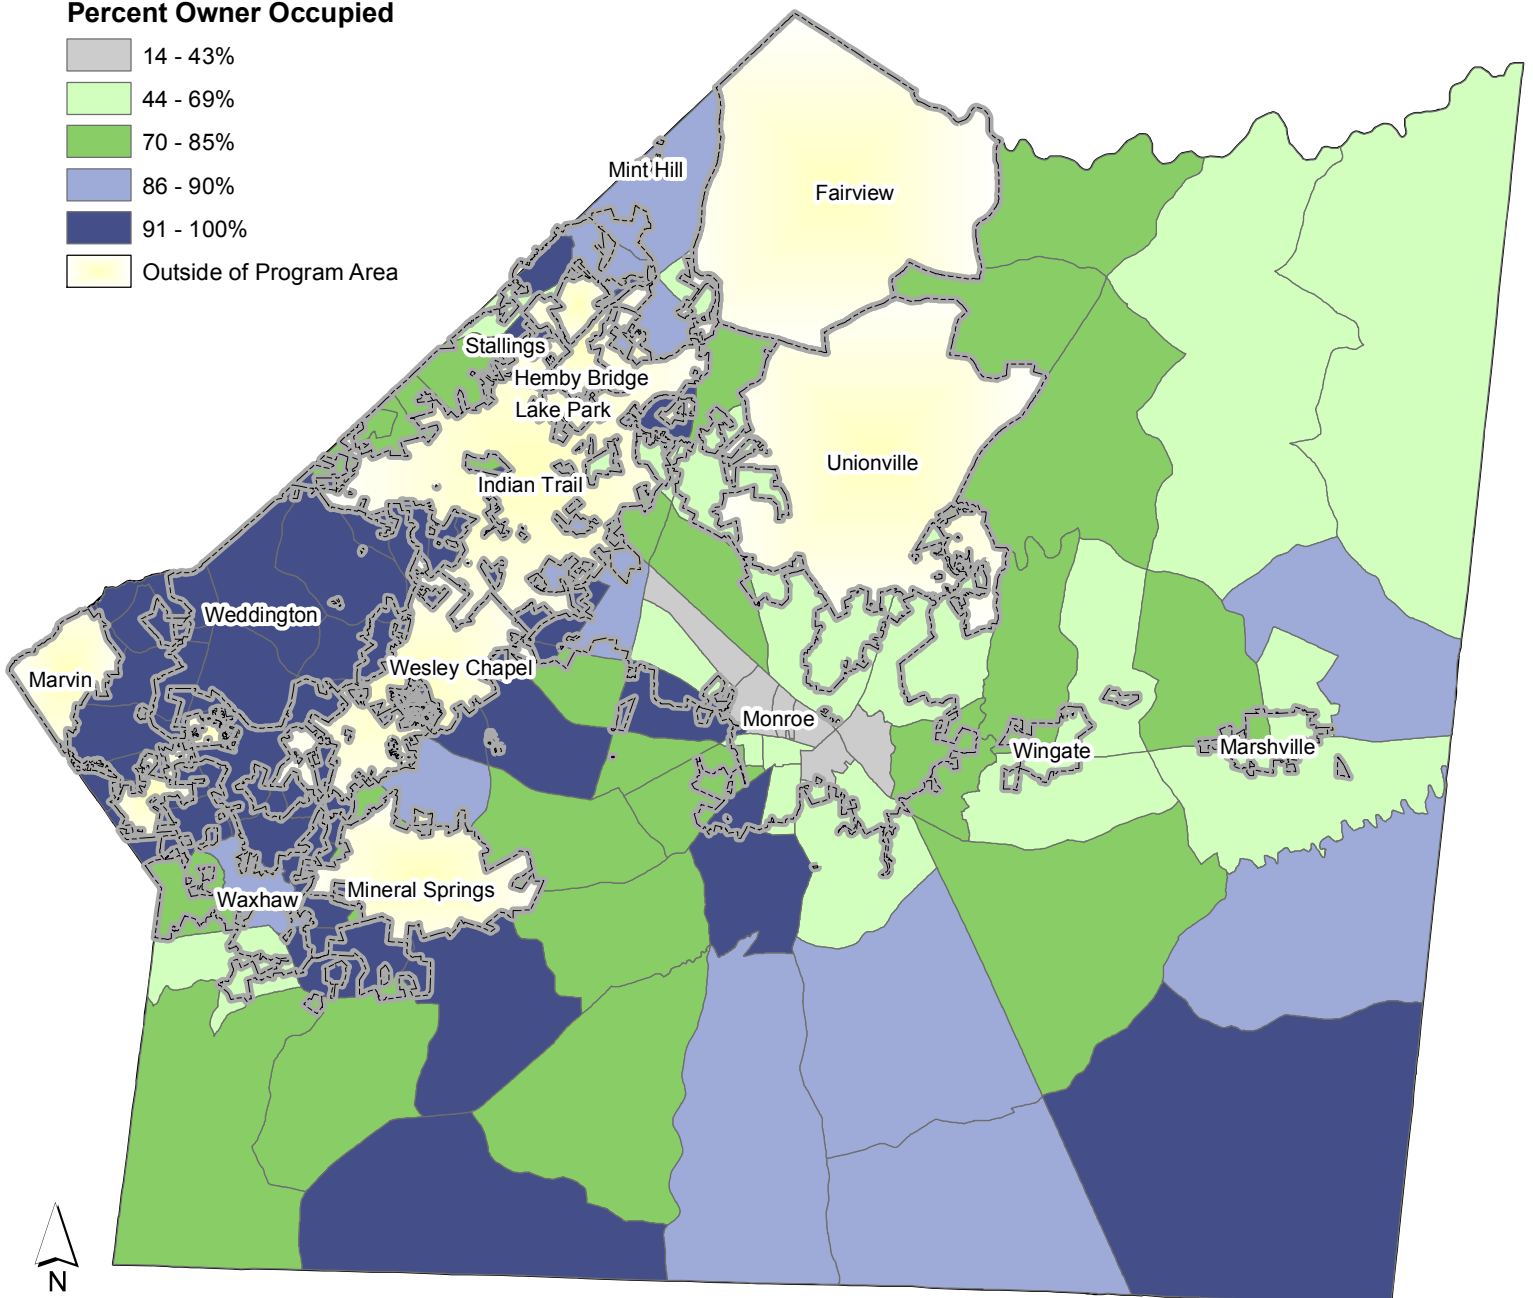 Percent Owner Occupied
14 - 43%
44 - 69%
70 - 85%
86 - 90%
91 - 100%
Outside of Program Area
Mint Hill
Fairview
Stallings
Hemby Bridge
Lake Park
Unionville
Indian Trail
Weddington
Wesley Chapel
Marvin
Monroe
Wingate
Marshville
Mineral Springs
Waxhaw
N